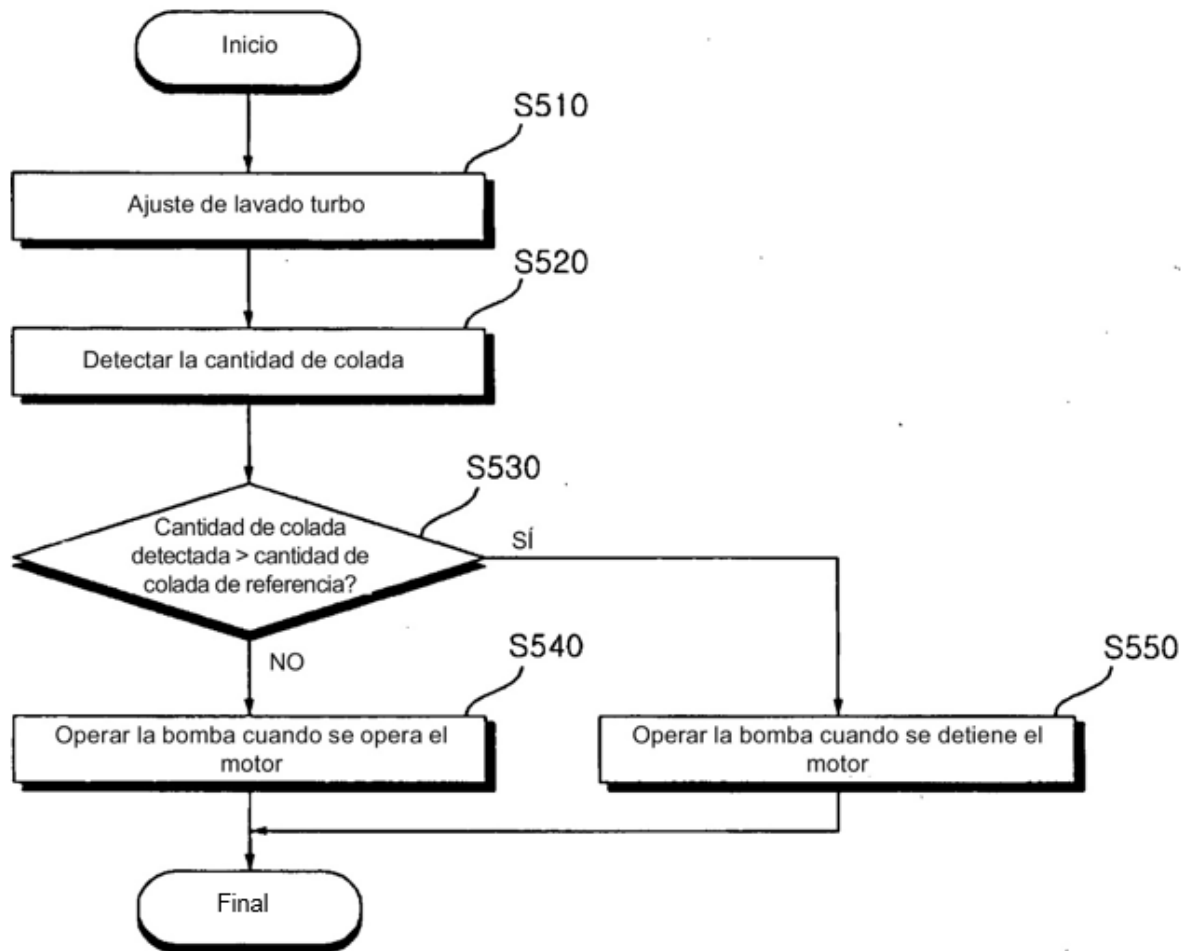 Inicio
S510
Ajuste de lavado turbo
S520
Detectar la cantidad de colada
S530
Cantidad de colada
detectada > cantidad de
colada de referencia?
SÍ
NO
S540
Operar la bomba cuando se opera el
motor
S550
Operar la bomba cuando se detiene el
motor
Final